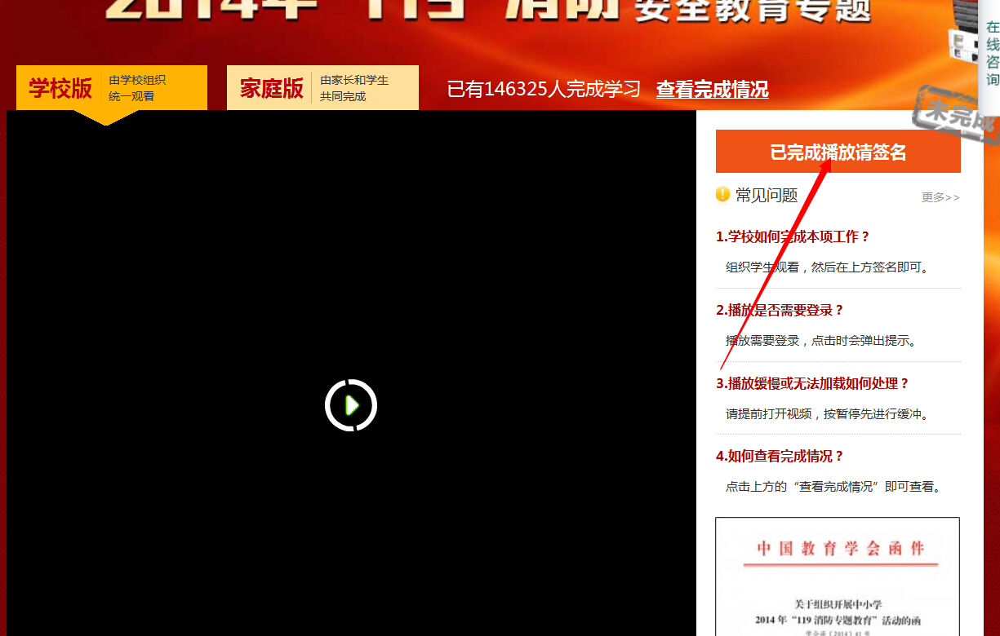 2014年“119”消防安全教育专题
在线咨询
学校版
由学校组织
统一观看
家庭版
由家长和学生
共同完成
已有146325人完成学习 查看完成情况
未完成
已完成播放请签名
常见问题
更多>>
1.学校如何完成本项工作？
组织学生观看，然后在上方签名即可。
2.播放是否需要登录？
播放需要登录，点击时会弹出提示。
3.播放缓慢或无法加载如何处理？
请提前打开视频，按暂停先进行缓冲。
4.如何查看完成情况？
点击上方的“查看完成情况”即可查看。
中国教育学会函件
关于组织开展中小学
2014 年“119 消防专题教育”活动的函
学会函〔2014〕41 号